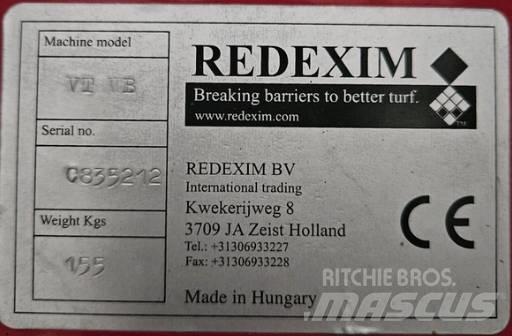 Machine model
VT VB
Serial no.
C835212
Weight Kgs
155
REDEXIM
Breaking barriers to better turf.
www.redexim.com
TM
REDEXIM BV
International trading
Kwekerijweg 8
3709 JA Zeist Holland
Tel.: +31306933227
Fax: +31306933228
Made in Hungary
CE
RITCHIE BROS.
MASCUS